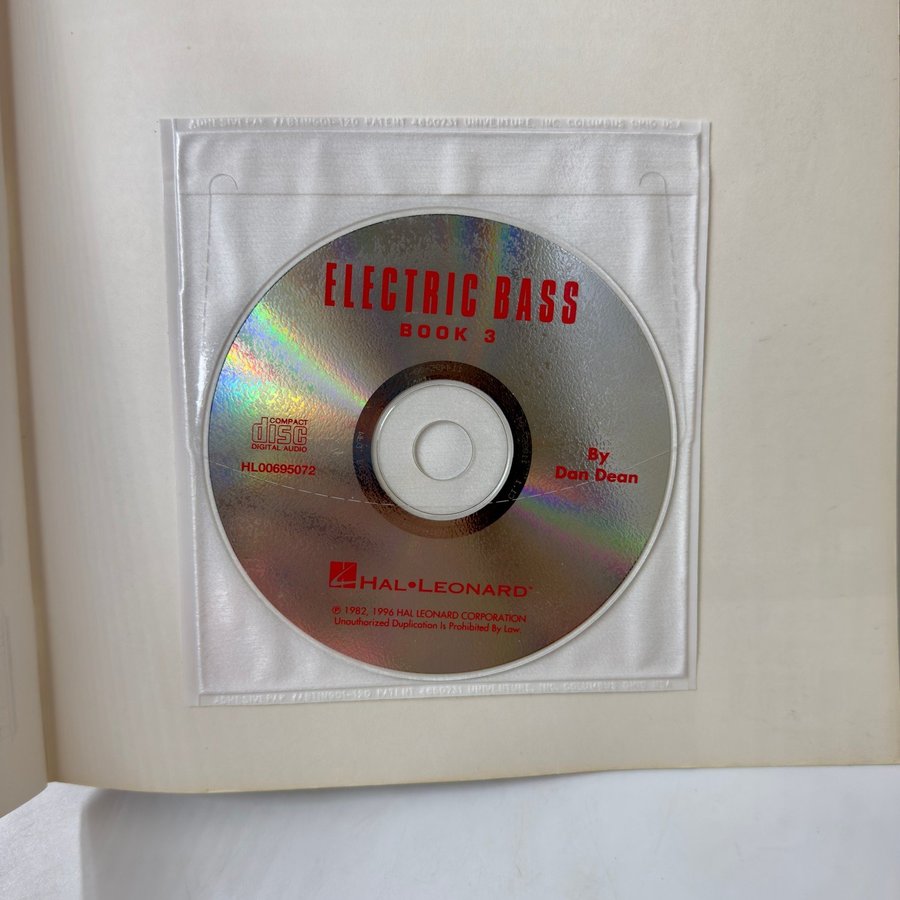 ELECTRIC BASS
BOOK 3
COMPACT
disc
DIGITAL AUDIO
HL00695072
By
Dan Dean
HAL•LEONARD™
℗ 1982, 1996 HAL LEONARD CORPORATION
Unauthorized Duplication Is Prohibited By Law.